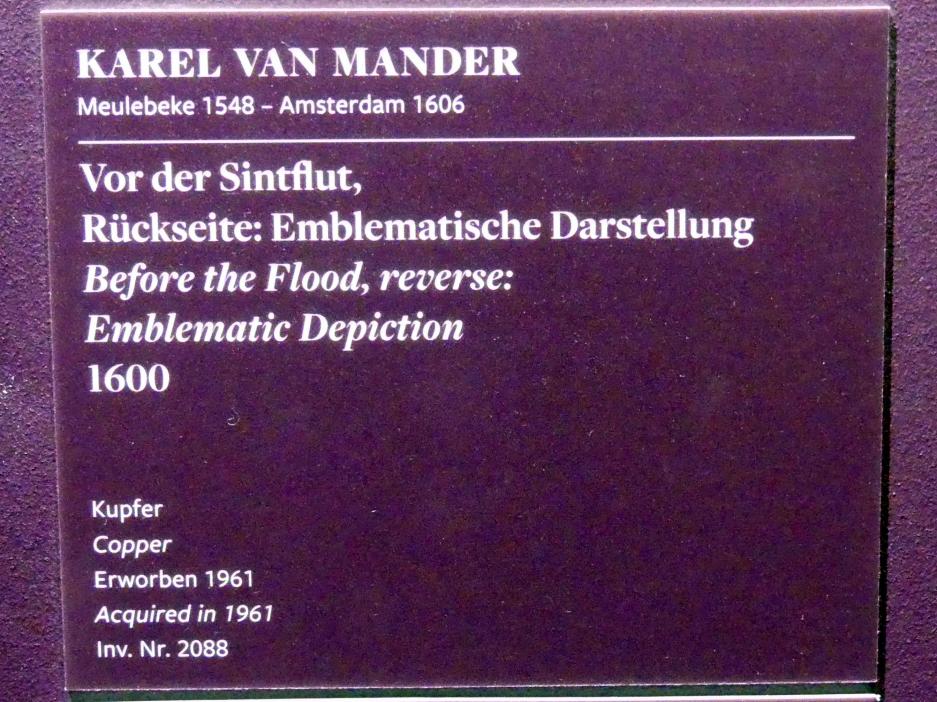 KAREL VAN MANDER
Meulebeke 1548 – Amsterdam 1606
Vor der Sintflut,
Rückseite: Emblematische Darstellung
Before the Flood, reverse:
Emblematic Depiction
1600
Kupfer
Copper
Erworben 1961
Acquired in 1961
Inv. Nr. 2088